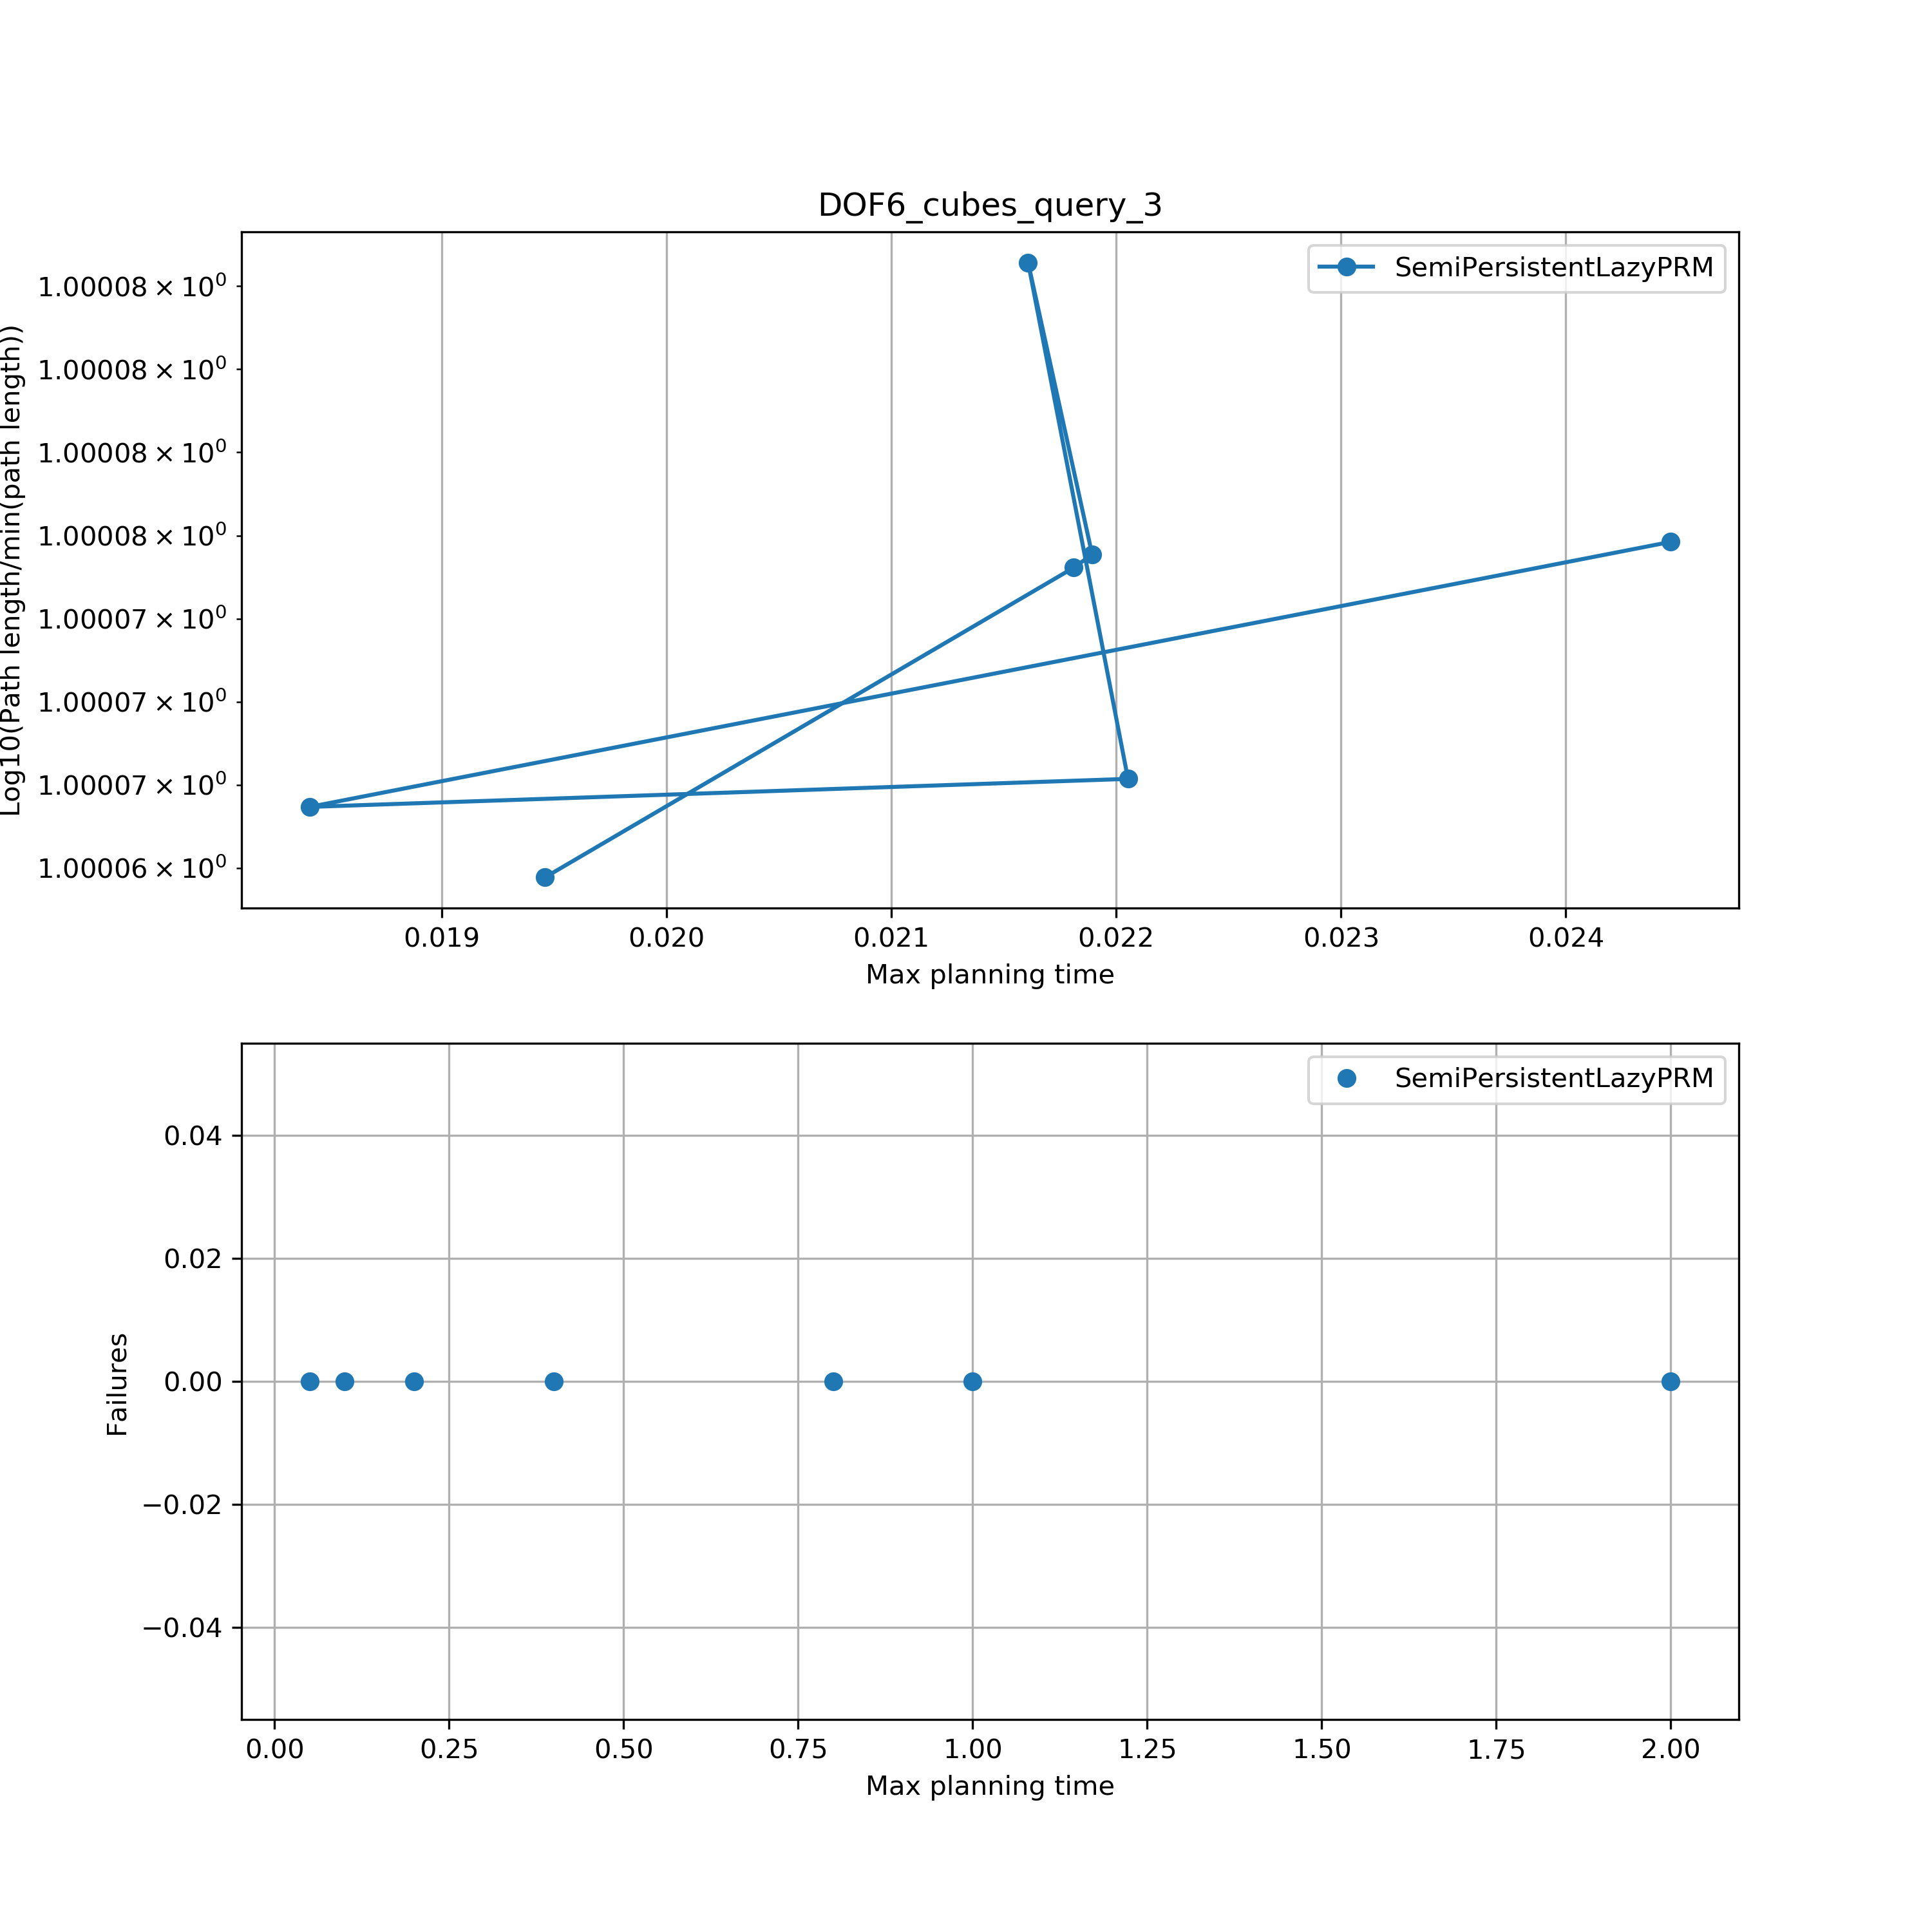 DOF6_cubes_query_3
SemiPersistentLazyPRM
1.00008 × 10⁰
1.00008 × 10⁰
1.00008 × 10⁰
1.00008 × 10⁰
1.00007 × 10⁰
1.00007 × 10⁰
1.00007 × 10⁰
1.00006 × 10⁰
Log10(Path length/min(path length))
0.019 0.020 0.021 0.022 0.023 0.024
Max planning time
SemiPersistentLazyPRM
0.04
0.02
0.00
−0.02
−0.04
Failures
0.00 0.25 0.50 0.75 1.00 1.25 1.50 1.75 2.00
Max planning time